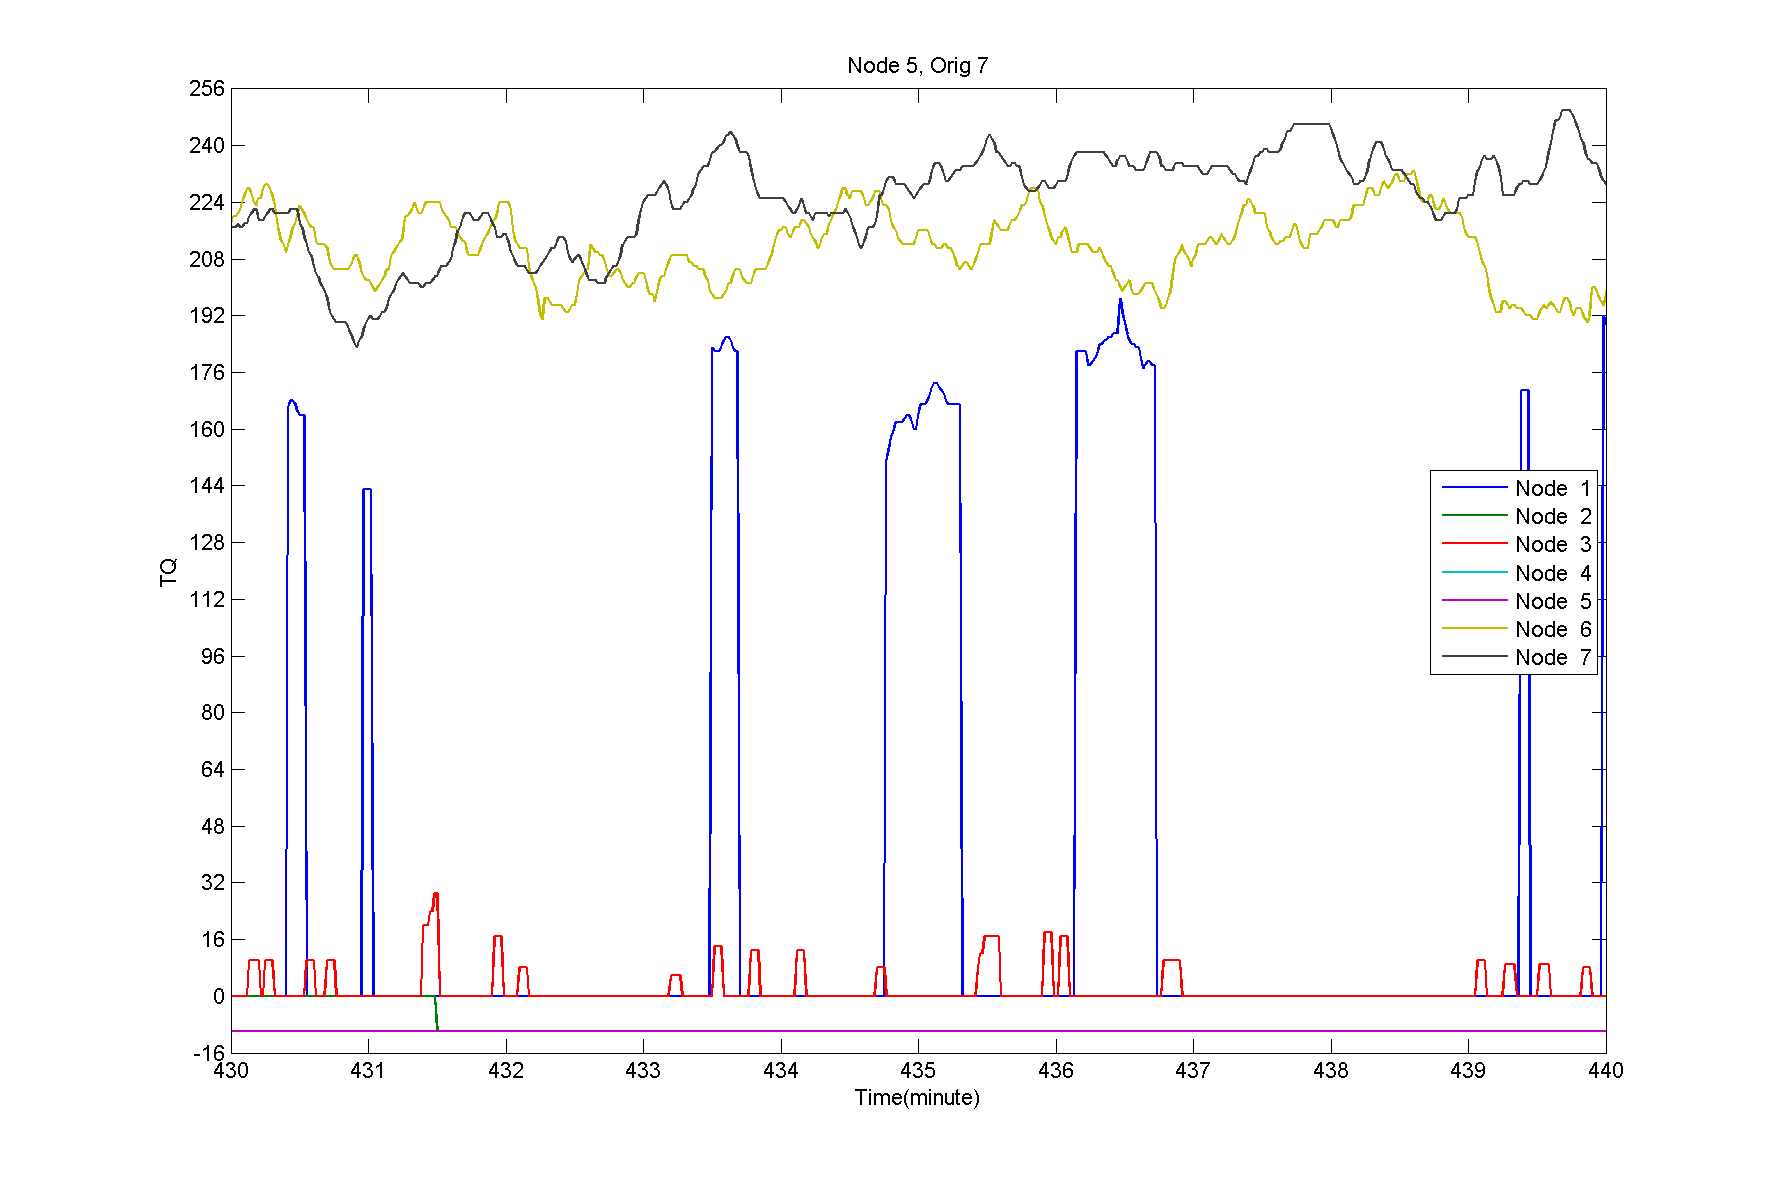 Node 5, Orig 7
256
240
224
208
192
176
160
144
128
112
96
80
64
48
32
16
0
-16
TQ
Node 1
Node 2
Node 3
Node 4
Node 5
Node 6
Node 7
430 431 432 433 434 435 436 437 438 439 440
Time(minute)